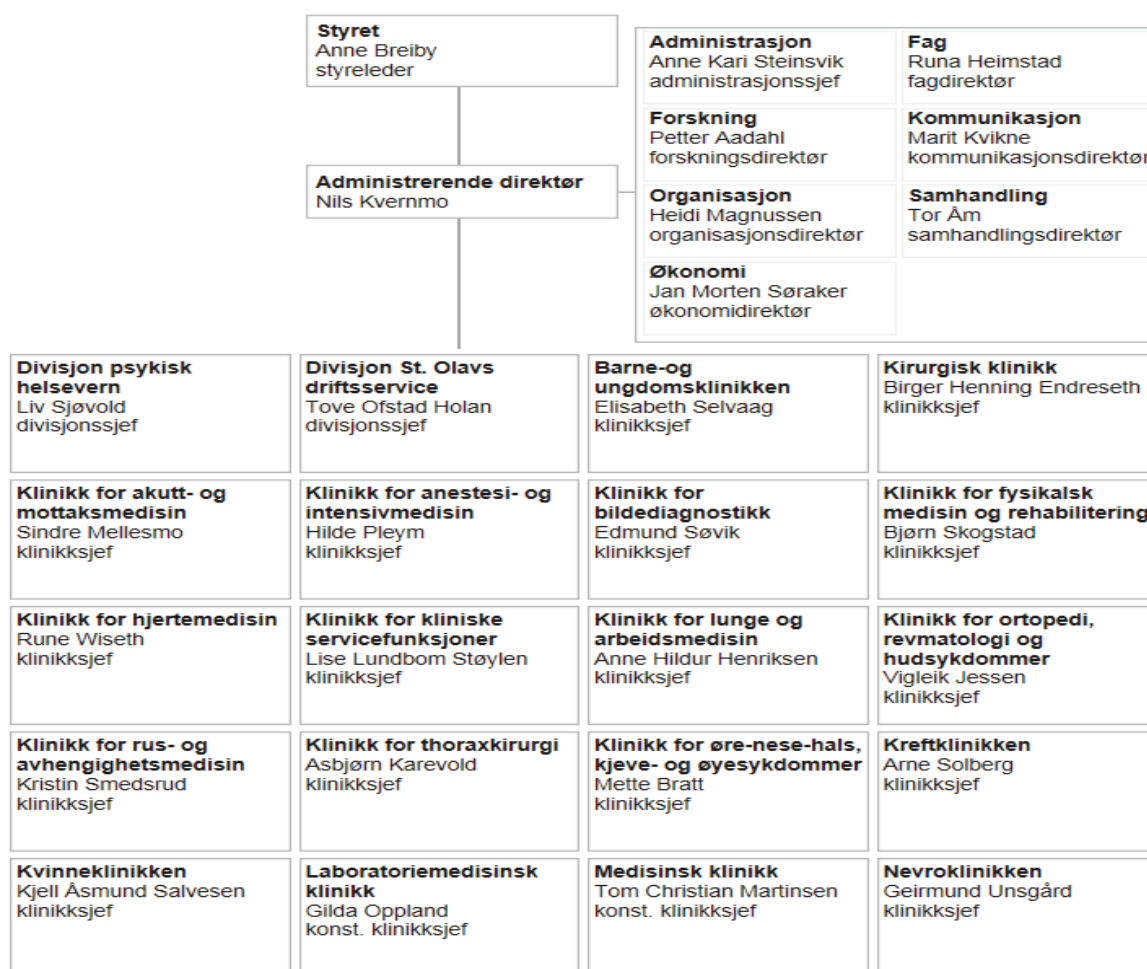 Styret
Anne Breiby
styreleder
Administrerende direktør
Nils Kvernmo
Administrasjon
Anne Kari Steinsvik
administrasjonssjef
Fag
Runa Heimstad
fagdirektør
Forskning
Petter Aadahl
forskningsdirektør
Kommunikasjon
Marit Kvikne
kommunikasjonsdirektør
Organisasjon
Heidi Magnussen
organisasjonsdirektør
Samhandling
Tor Åm
samhandlingsdirektør
Økonomi
Jan Morten Søraker
økonomidirektør
Divisjon psykisk
helsevern
Liv Sjøvold
divisjonssjef
Divisjon St. Olavs
driftsservice
Tove Ofstad Holan
divisjonssjef
Barne-og
ungdomsklinikken
Elisabeth Selvaag
klinikksjef
Kirurgisk klinikk
Birger Henning Endreseth
klinikksjef
Klinikk for akutt- og
mottaksmedisin
Sindre Mellesmo
klinikksjef
Klinikk for anestesi- og
intensivmedisin
Hilde Pleym
klinikksjef
Klinikk for
bildediagnostikk
Edmund Søvik
klinikksjef
Klinikk for fysikalsk
medisin og rehabilitering
Bjørn Skogstad
klinikksjef
Klinikk for hjertemedisin
Rune Wiseth
klinikksjef
Klinikk for kliniske
servicefunksjoner
Lise Lundbom Støylen
klinikksjef
Klinikk for lunge og
arbeidsmedisin
Anne Hildur Henriksen
klinikksjef
Klinikk for ortopedi,
revmatologi og
hudsykdommer
Vigleik Jessen
klinikksjef
Klinikk for rus- og
avhengighetsmedisin
Kristin Smedsrud
klinikksjef
Klinikk for thoraxkirurgi
Asbjørn Karevold
klinikksjef
Klinikk for øre-nese-hals,
kjeve- og øyesykdommer
Mette Bratt
klinikksjef
Kreftklinikken
Arne Solberg
klinikksjef
Kvinneklinikken
Kjell Åsmund Salvesen
klinikksjef
Laboratoriemedisinsk
klinikk
Gilda Oppland
konst. klinikksjef
Medisinsk klinikk
Tom Christian Martinsen
konst. klinikksjef
Nevroklinikken
Geirmund Unsgård
klinikksjef